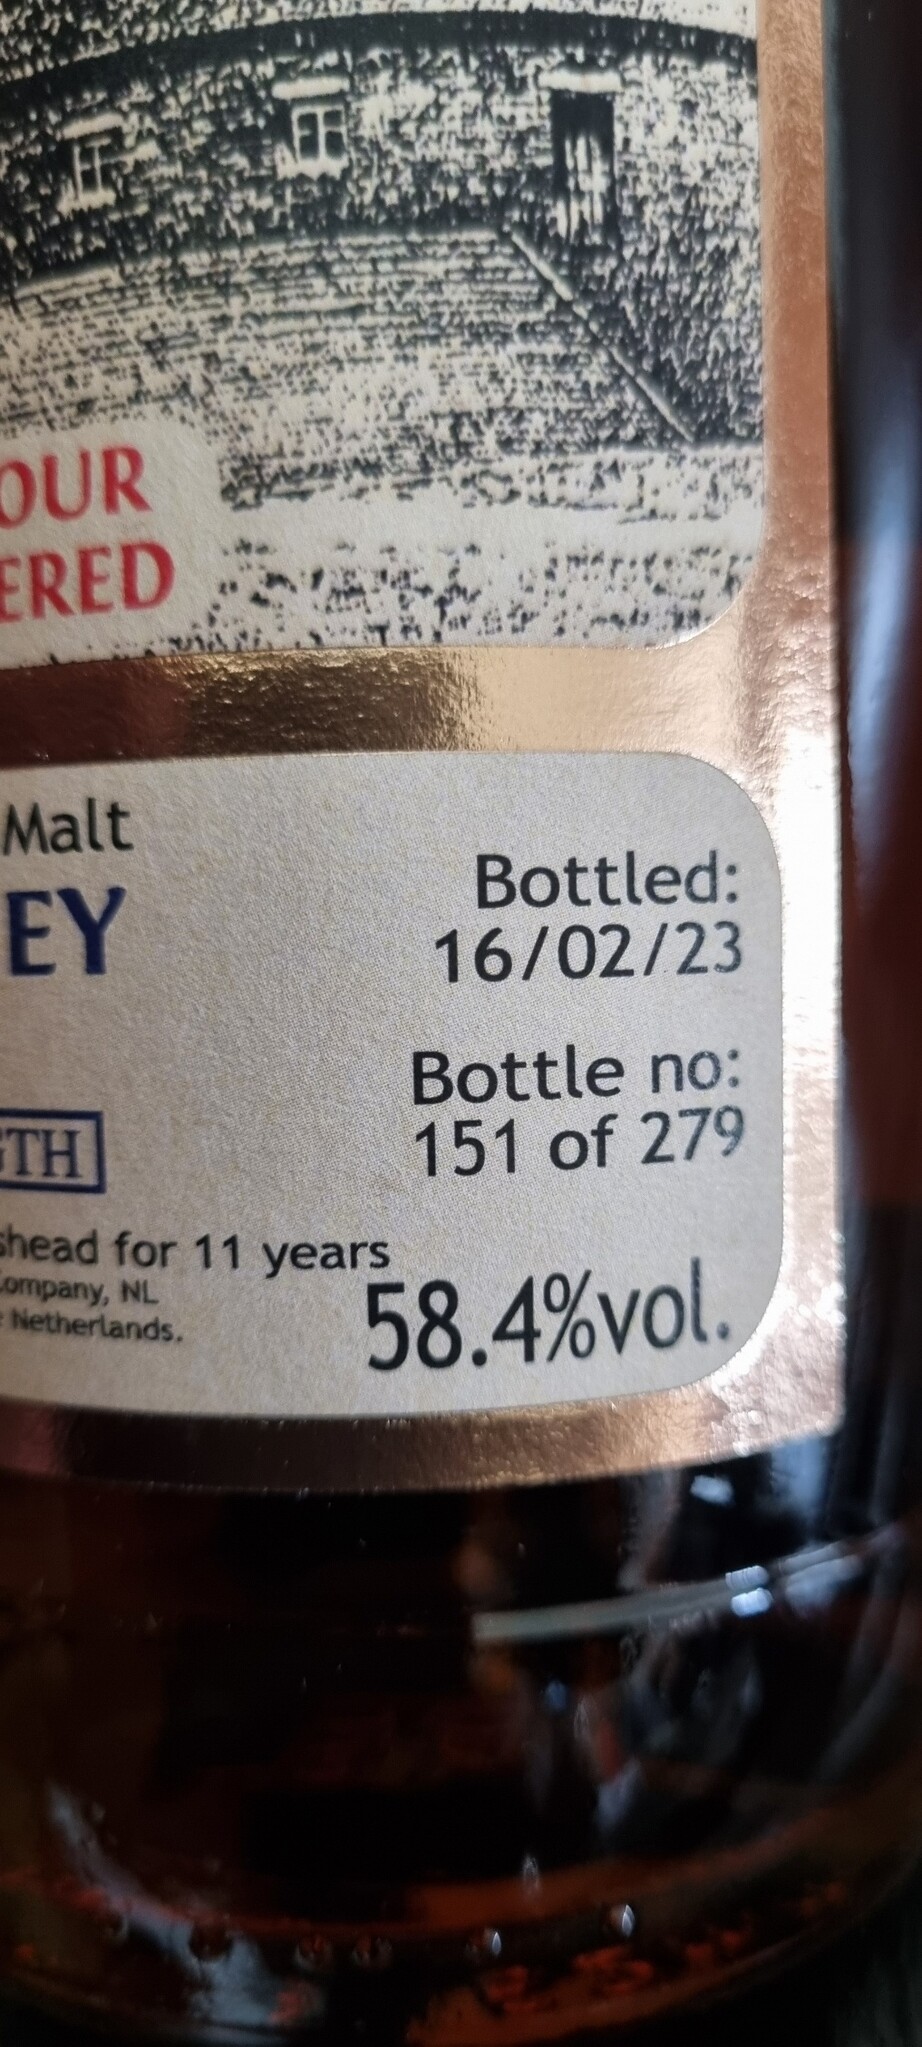 OUR
ERED
Malt
EY
Bottled:
16/02/23
Bottle no:
151 of 279
GTH
shead for 11 years
Company, NL
Netherlands.
58.4%vol.